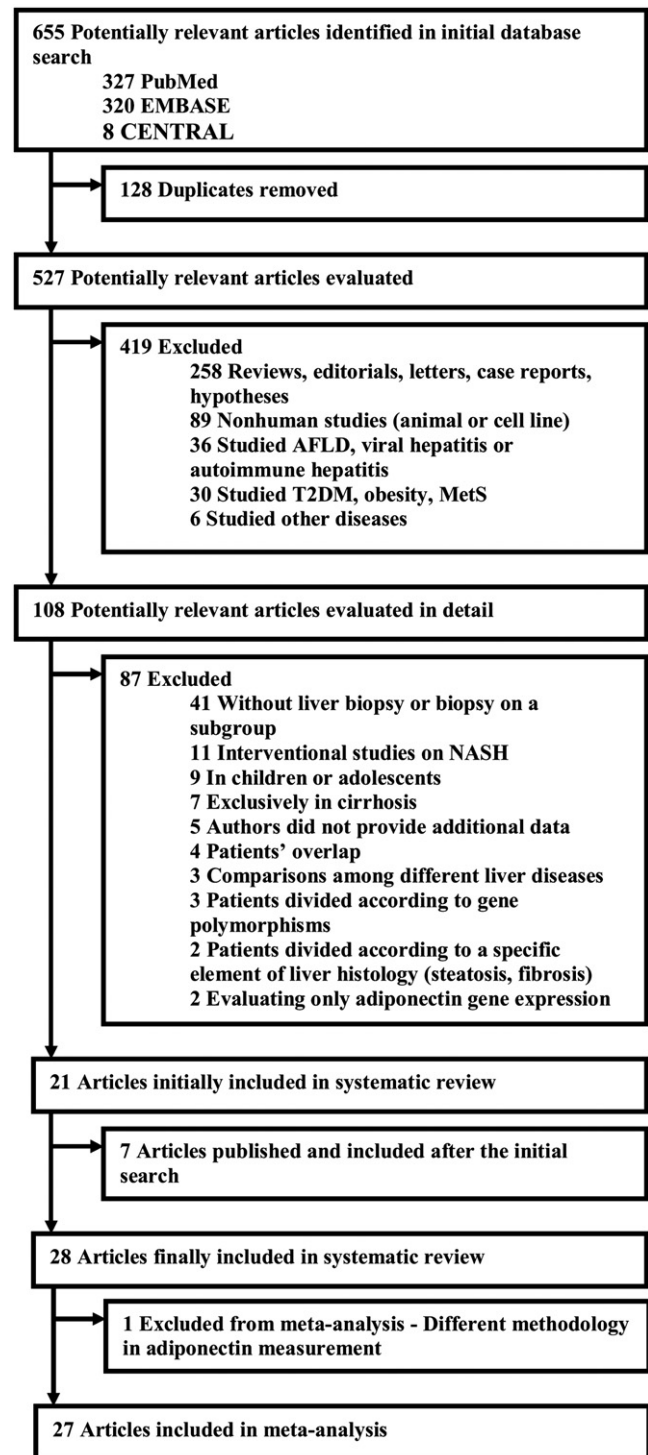 655 Potentially relevant articles identified in initial database
search
327 PubMed
320 EMBASE
8 CENTRAL
128 Duplicates removed
527 Potentially relevant articles evaluated
419 Excluded
258 Reviews, editorials, letters, case reports,
hypotheses
89 Nonhuman studies (animal or cell line)
36 Studied AFLD, viral hepatitis or
autoimmune hepatitis
30 Studied T2DM, obesity, MetS
6 Studied other diseases
108 Potentially relevant articles evaluated in detail
87 Excluded
41 Without liver biopsy or biopsy on a
subgroup
11 Interventional studies on NASH
9 In children or adolescents
7 Exclusively in cirrhosis
5 Authors did not provide additional data
4 Patients’ overlap
3 Comparisons among different liver diseases
3 Patients divided according to gene
polymorphisms
2 Patients divided according to a specific
element of liver histology (steatosis, fibrosis)
2 Evaluating only adiponectin gene expression
21 Articles initially included in systematic review
7 Articles published and included after the initial
search
28 Articles finally included in systematic review
1 Excluded from meta-analysis - Different methodology
in adiponectin measurement
27 Articles included in meta-analysis